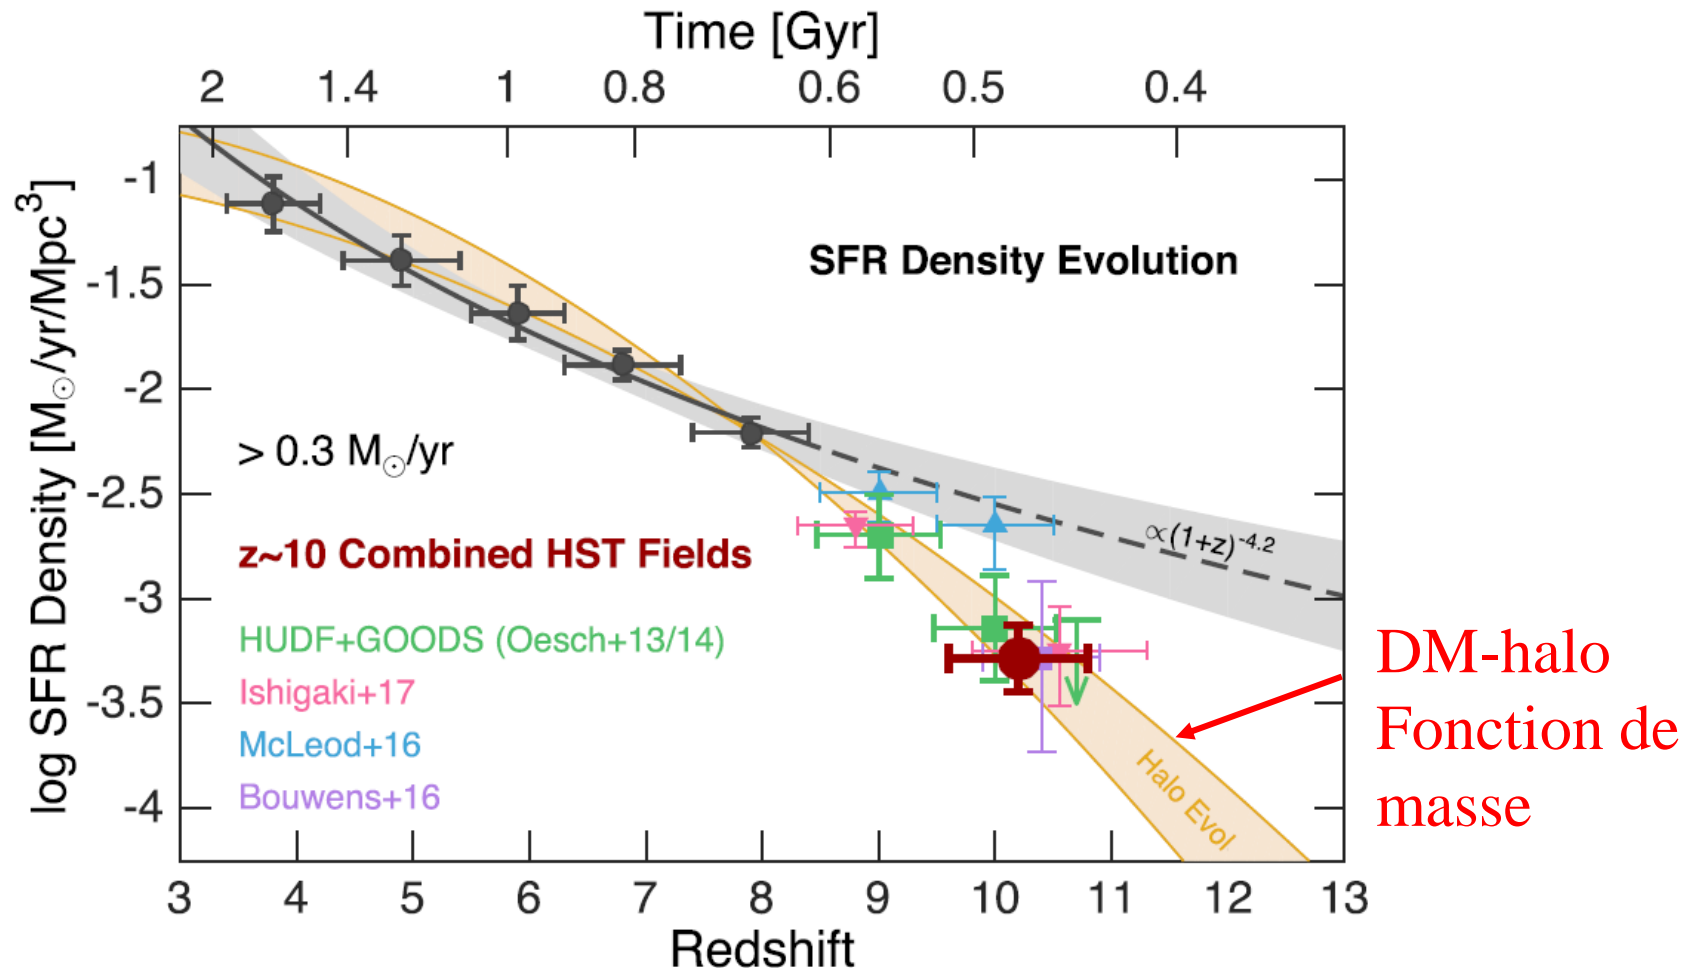 Time [Gyr]
2 1.4 1 0.8 0.6 0.5 0.4
log SFR Density [M☉/yr/Mpc³]
-1
-1.5
-2
-2.5
-3
-3.5
-4
SFR Density Evolution
> 0.3 M☉/yr
z~10 Combined HST Fields
HUDF+GOODS (Oesch+13/14)
Ishigaki+17
McLeod+16
Bouwens+16
∝(1+z)^-4.2
Halo Evol
DM-halo
Fonction de
masse
3 4 5 6 7 8 9 10 11 12 13
Redshift